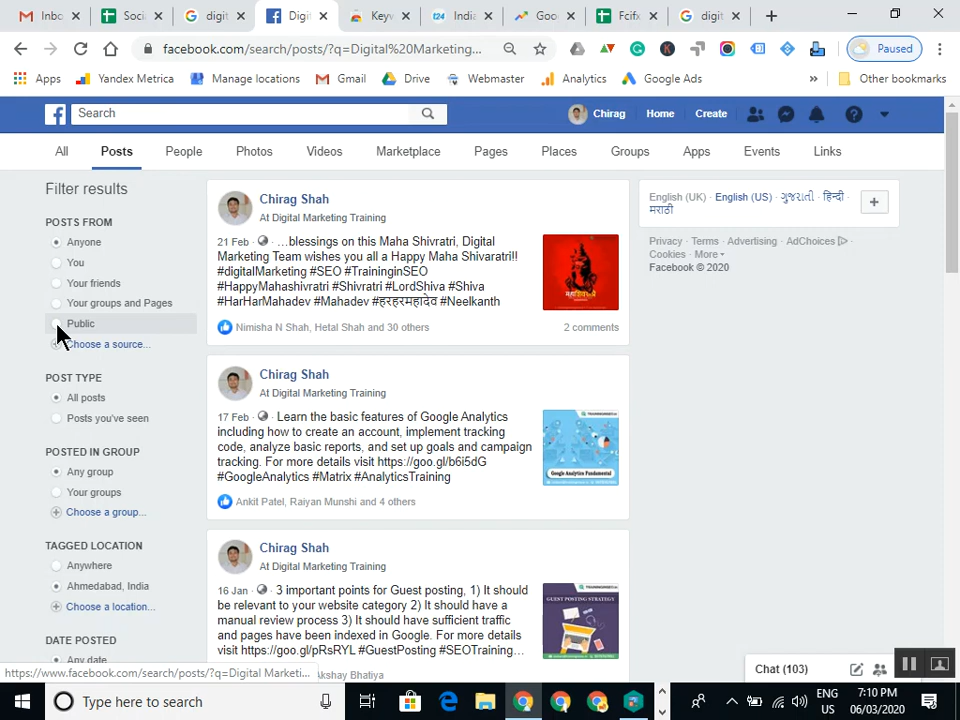 Inbo
Soci
digit
Digit
Keyv
India
Goo
Fcifx
digit
facebook.com/search/posts/?q=Digital%20Marketing...
Paused
Apps
Yandex Metrica
Manage locations
Gmail
Drive
Webmaster
Analytics
Google Ads
Other bookmarks
Search
Chirag
Home
Create
All
Posts
People
Photos
Videos
Marketplace
Pages
Places
Groups
Apps
Events
Links
Filter results
POSTS FROM
Anyone
You
Your friends
Your groups and Pages
Public
Choose a source...
POST TYPE
All posts
Posts you've seen
POSTED IN GROUP
Any group
Your groups
Choose a group...
TAGGED LOCATION
Anywhere
Ahmedabad, India
Choose a location...
DATE POSTED
Any date
Chirag Shah
At Digital Marketing Training
21 Feb · ...blessings on this Maha Shivratri, Digital
Marketing Team wishes you all a Happy Maha Shivaratri!!
#digitalMarketing #SEO #TraininginSEO
#HappyMahashivratri #Shivratri #LordShiva #Shiva
#HarHarMahadev #Mahadev #हरहरमहादेव #Neelkanth
Nimisha N Shah, Hetal Shah and 30 others
2 comments
Chirag Shah
At Digital Marketing Training
17 Feb · Learn the basic features of Google Analytics
including how to create an account, implement tracking
code, analyze basic reports, and set up goals and campaign
tracking. For more details visit https://goo.gl/b6i5dG
#GoogleAnalytics #Matrix #AnalyticsTraining
Google Analytics Fundamental
Ankit Patel, Raiyan Munshi and 4 others
Chirag Shah
At Digital Marketing Training
16 Jan · 3 important points for Guest posting, 1) It should
be relevant to your website category 2) It should have a
manual review process 3) It should have sufficient traffic
and pages have been indexed in Google. For more details
visit https://goo.gl/pRsRYL #GuestPosting #SEOTraining...
GUEST POSTING STRATEGY
Akshay Bhatiya
English (UK) · English (US) · ગુજરાતી · हिन्दी ·
मराठी
Privacy · Terms · Advertising · AdChoices ·
Cookies · More
Facebook © 2020
Chat (103)
https://www.facebook.com/search/posts/?q=Digital Marketi...
Type here to search
ENG
US
7:10 PM
06/03/2020